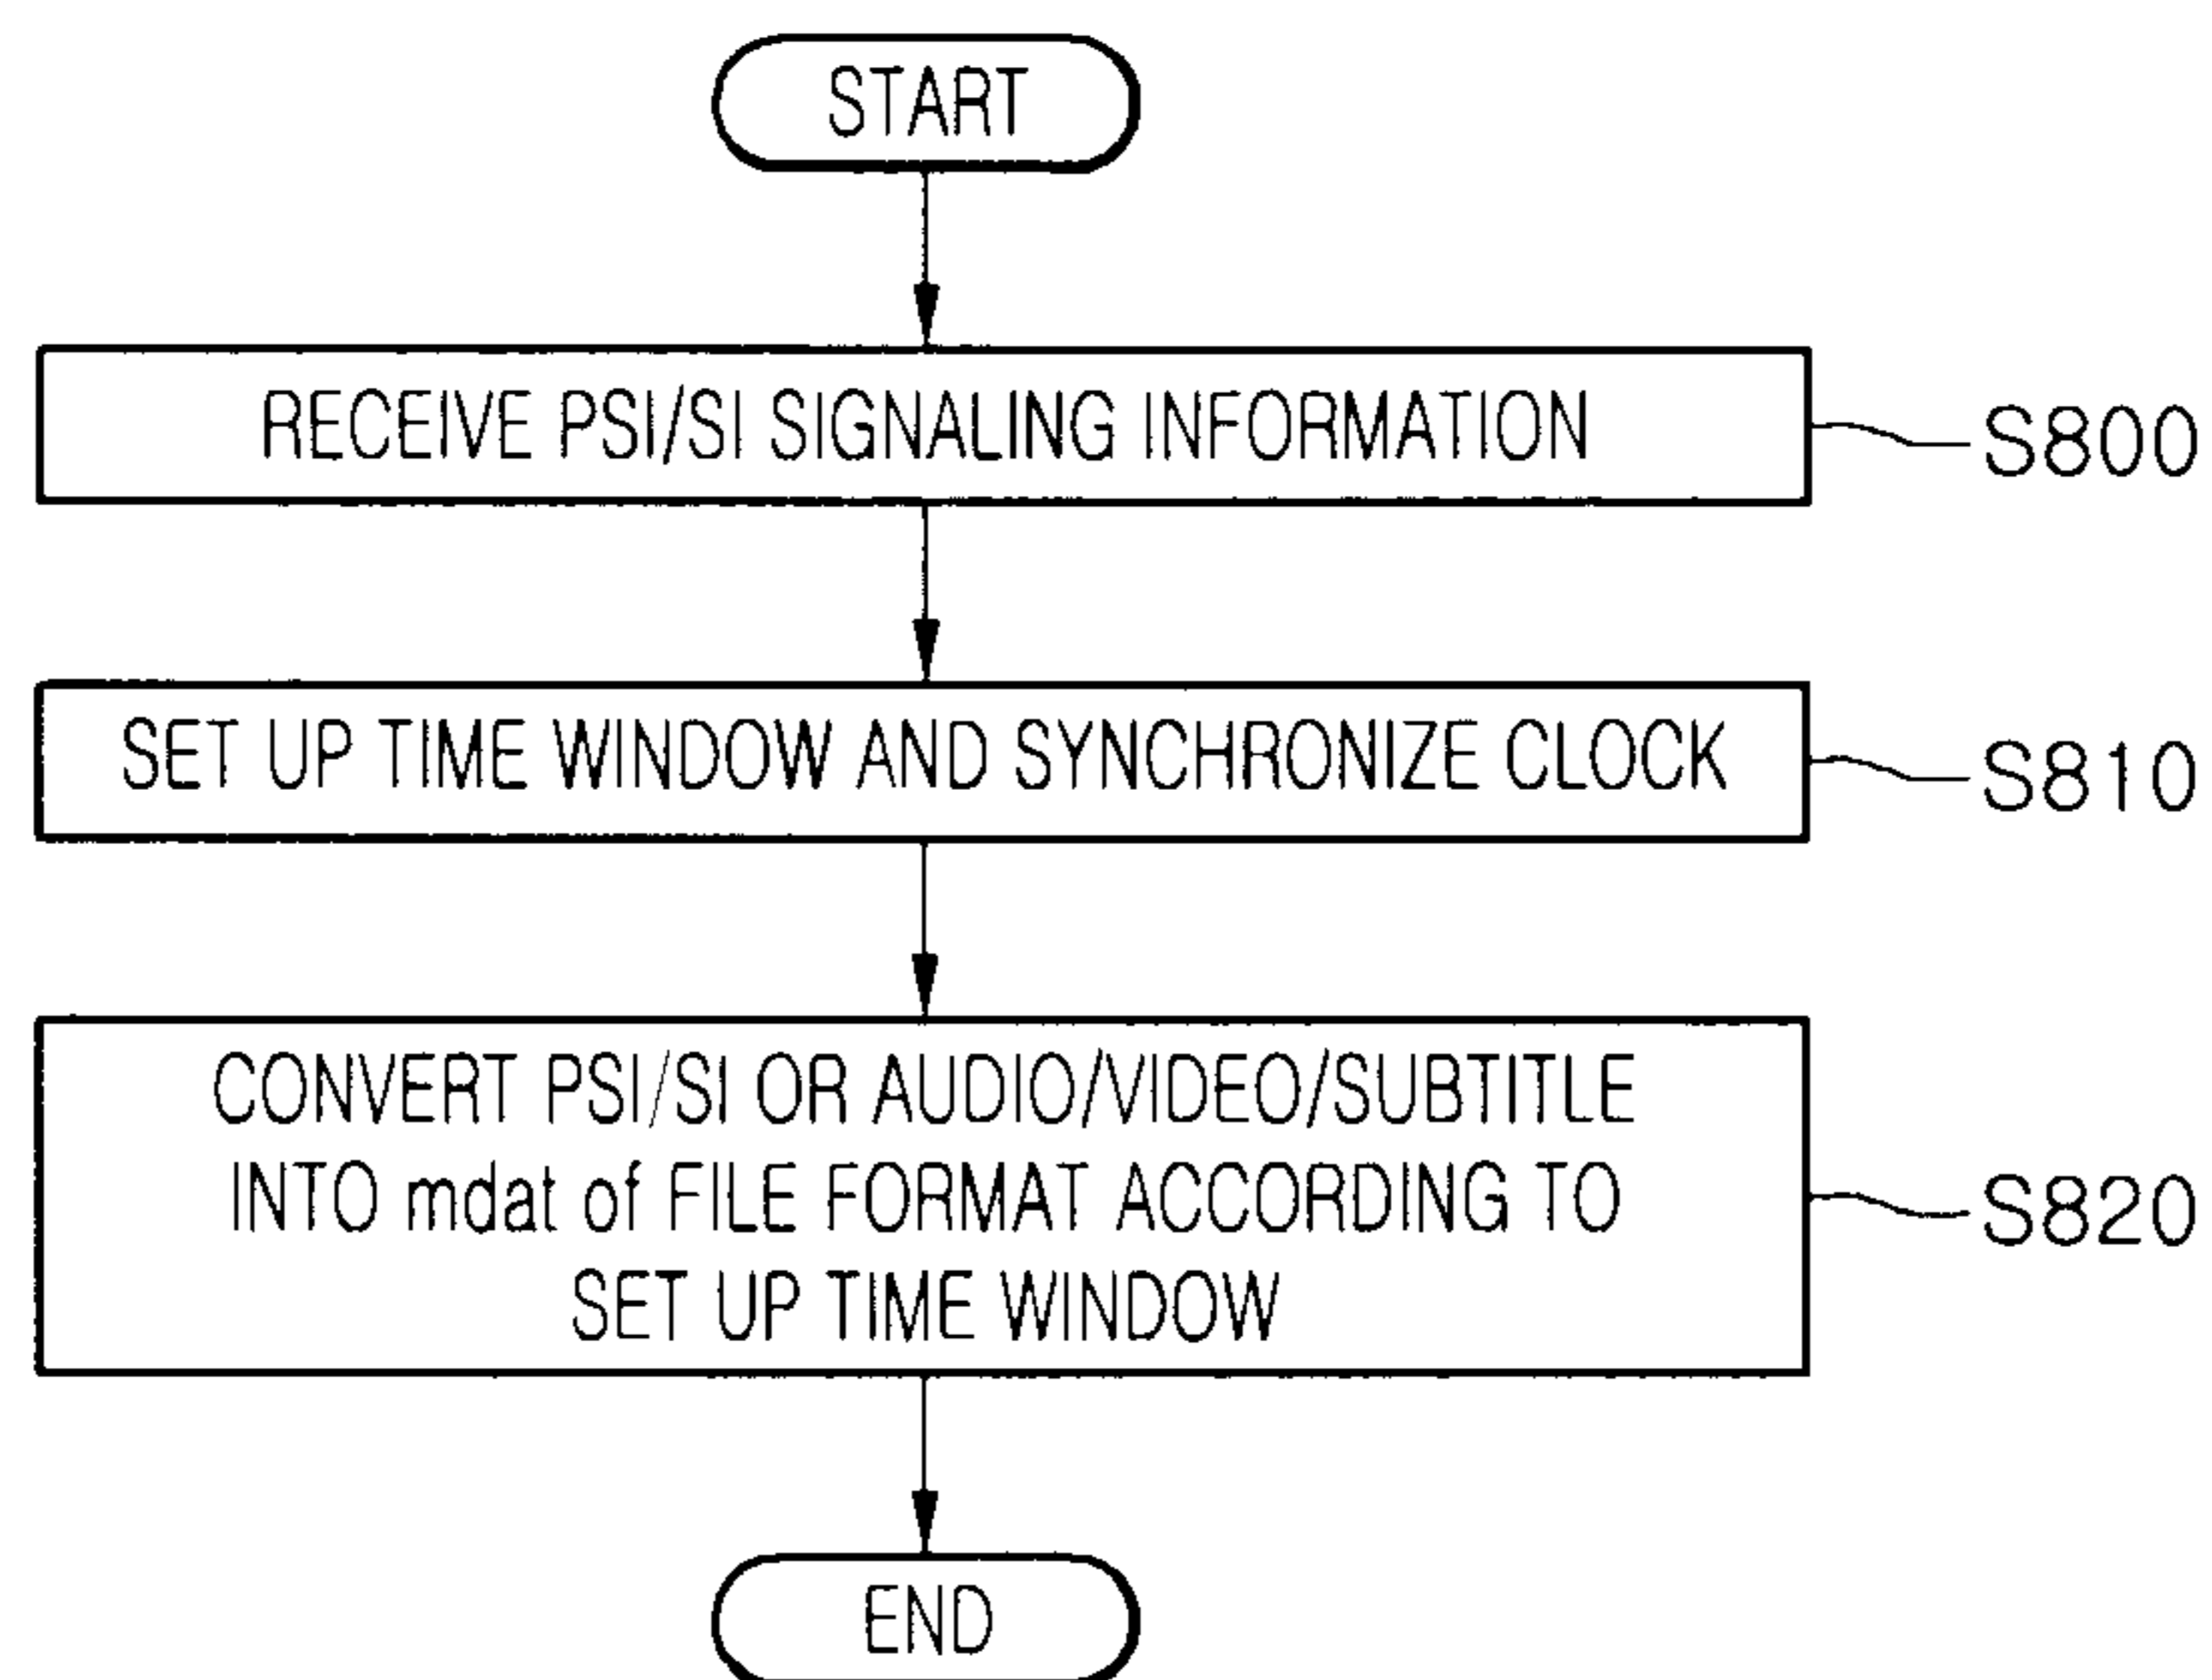 START
RECEIVE PSI/SI SIGNALING INFORMATION
S800
SET UP TIME WINDOW AND SYNCHRONIZE CLOCK
S810
CONVERT PSI/SI OR AUDIO/VIDEO/SUBTITLE
INTO mdat of FILE FORMAT ACCORDING TO
SET UP TIME WINDOW
S820
END